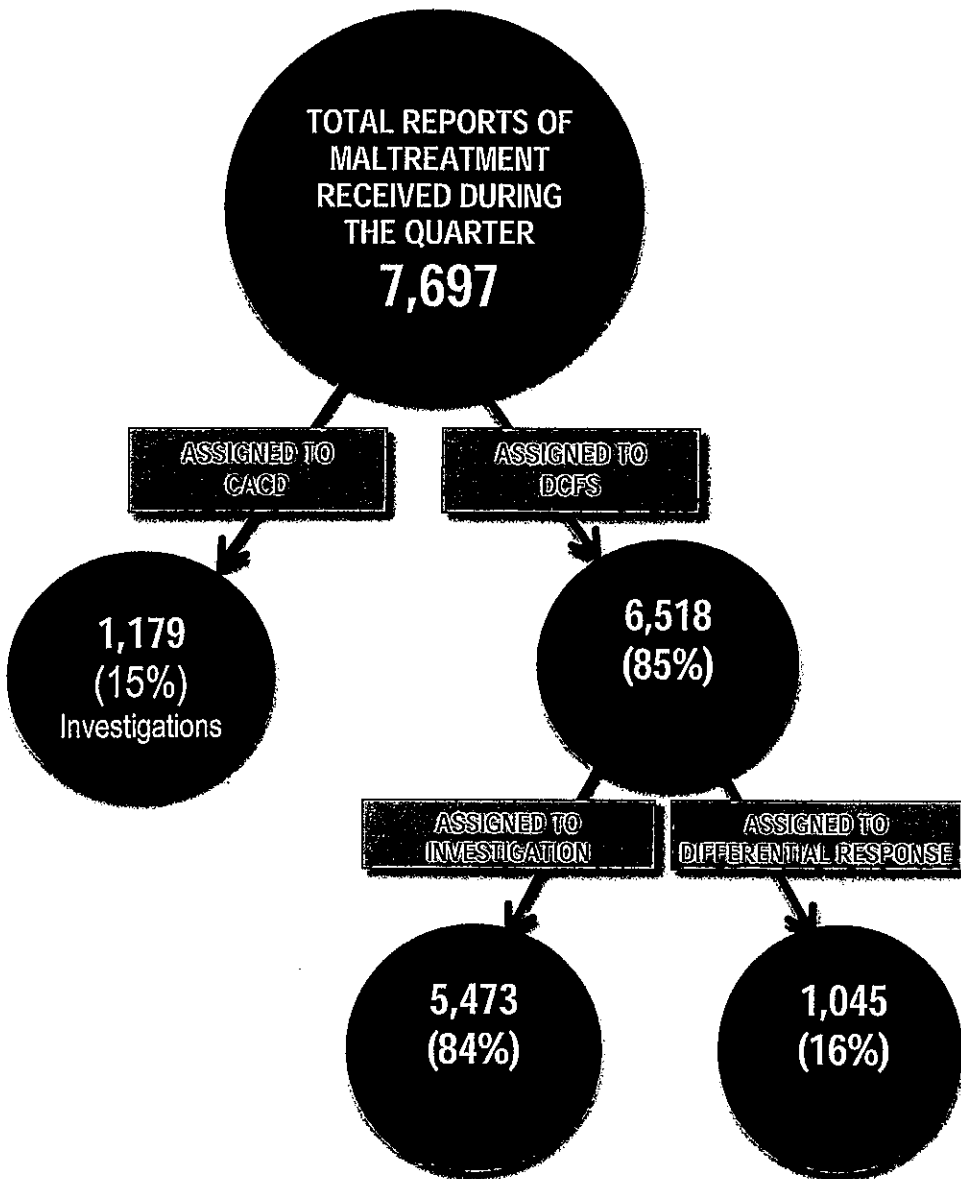 TOTAL REPORTS OF
MALTREATMENT
RECEIVED DURING
THE QUARTER
7,697
ASSIGNED TO
CACD
ASSIGNED TO
DCFS
1,179
(15%)
Investigations
6,518
(85%)
ASSIGNED TO
INVESTIGATION
ASSIGNED TO
DIFFERENTIAL RESPONSE
5,473
(84%)
1,045
(16%)